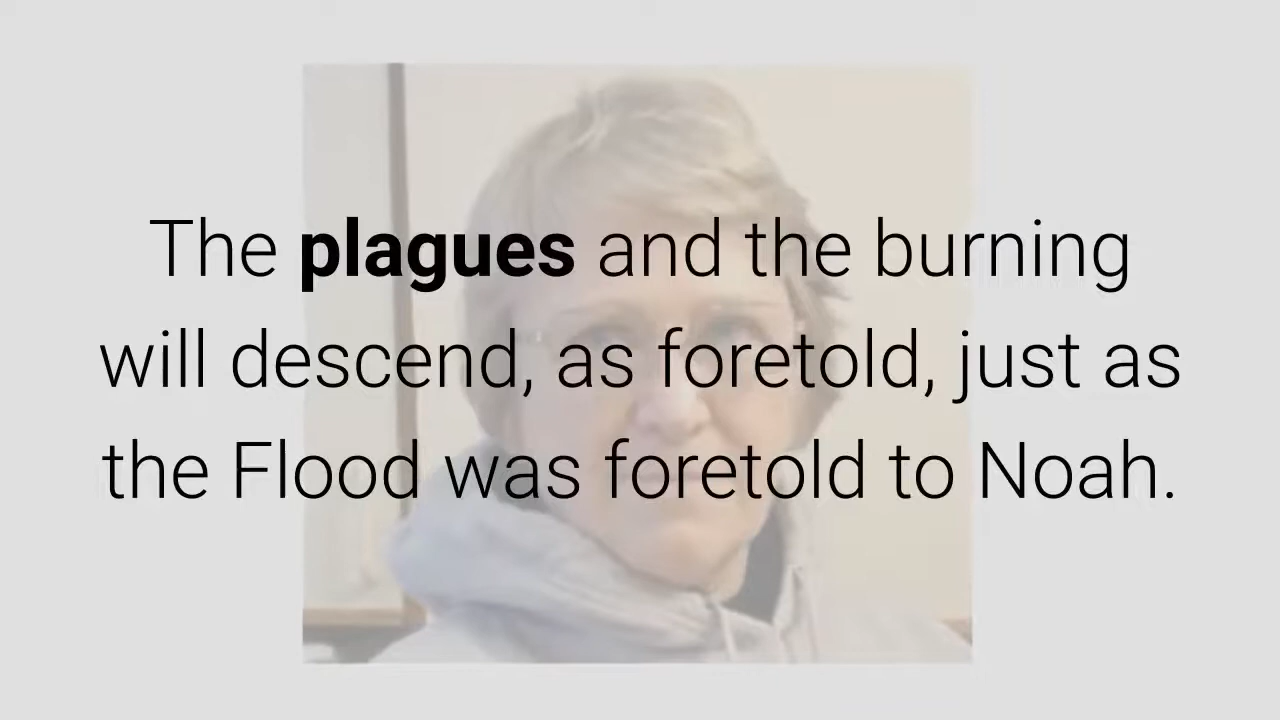 The plagues and the burning
will descend, as foretold, just as
the Flood was foretold to Noah.